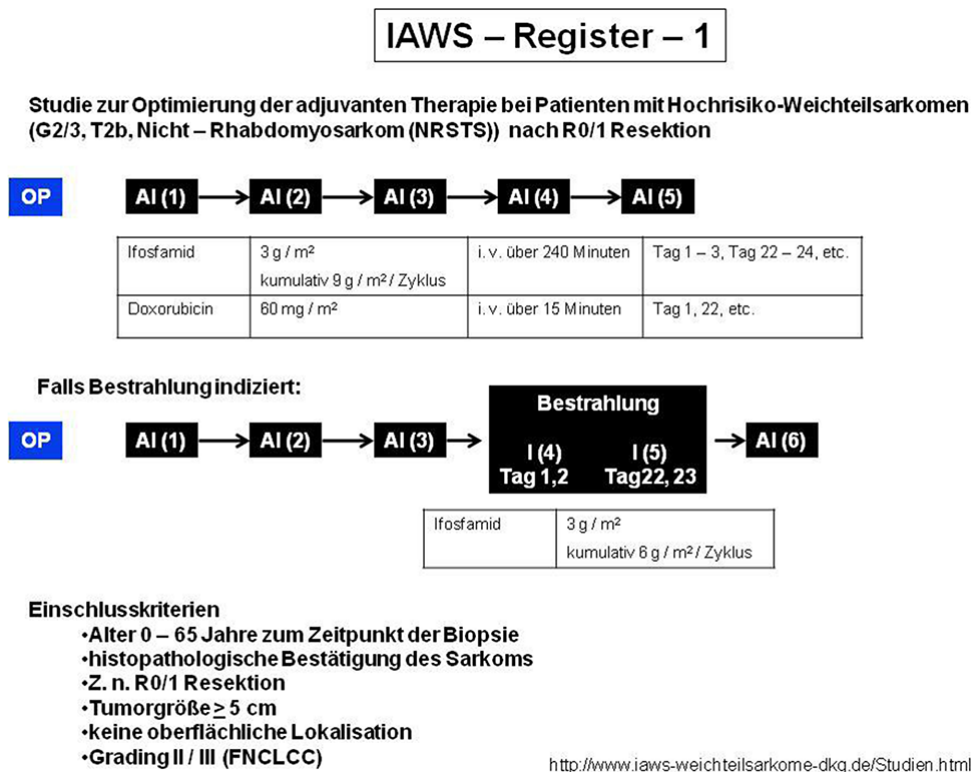 IAWS – Register – 1
Studie zur Optimierung der adjuvanten Therapie bei Patienten mit Hochrisiko-Weichteilsarkomen
(G2/3, T2b, Nicht – Rhabdomyosarkom (NRSTS)) nach R0/1 Resektion
OP AI (1) AI (2) AI (3) AI (4) AI (5)
Ifosfamid 3 g / m² i. v. über 240 Minuten Tag 1 – 3, Tag 22 – 24, etc.
kumulativ 9 g / m² / Zyklus
Doxorubicin 60 mg / m² i. v. über 15 Minuten Tag 1, 22, etc.
Falls Bestrahlung indiziert:
Bestrahlung
OP AI (1) AI (2) AI (3) I (4) I (5) AI (6)
Tag 1,2 Tag22, 23
Ifosfamid 3 g / m²
kumulativ 6 g / m² / Zyklus
Einschlusskriterien
•Alter 0 – 65 Jahre zum Zeitpunkt der Biopsie
•histopathologische Bestätigung des Sarkoms
•Z. n. R0/1 Resektion
•Tumorgröße ≥ 5 cm
•keine oberflächliche Lokalisation
•Grading II / III (FNCLCC)
http://www.iaws-weichteilsarkome-dkg.de/Studien.html